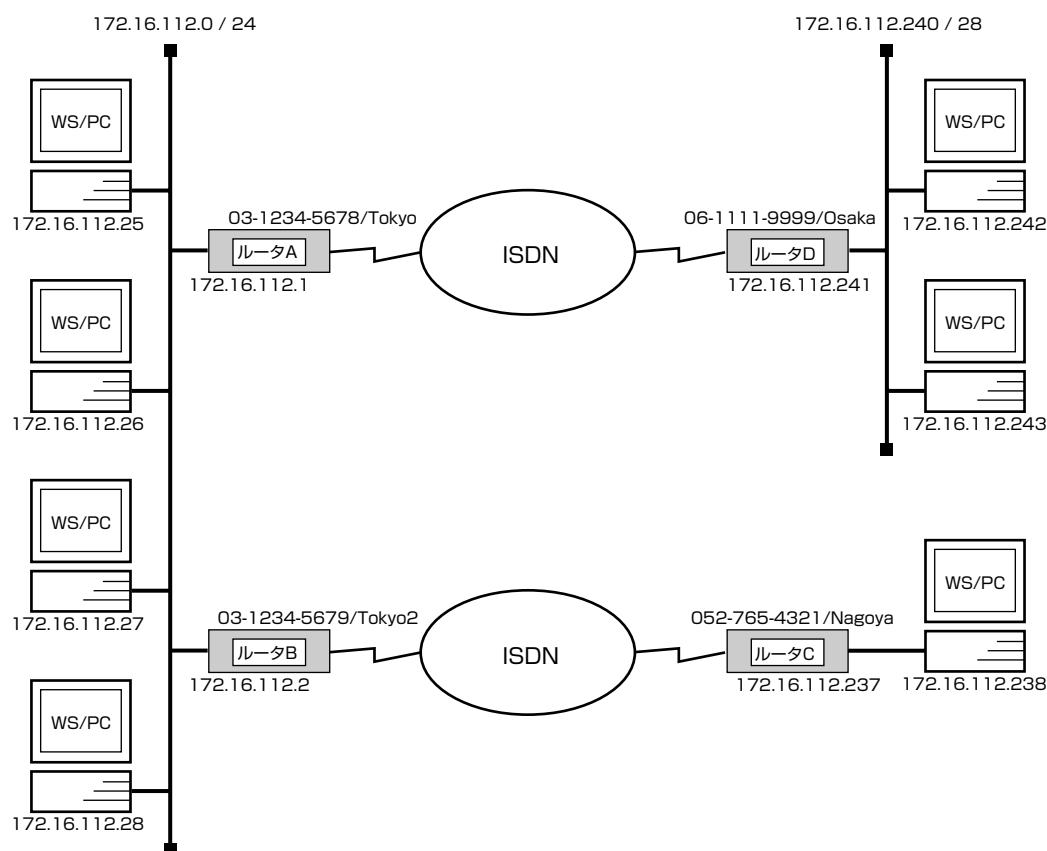 172.16.112.0 / 24
172.16.112.240 / 28
WS/PC
172.16.112.25
WS/PC
172.16.112.26
WS/PC
172.16.112.27
WS/PC
172.16.112.28
03-1234-5678/Tokyo
ルータA
172.16.112.1
ISDN
06-1111-9999/Osaka
ルータD
172.16.112.241
WS/PC
172.16.112.242
WS/PC
172.16.112.243
03-1234-5679/Tokyo2
ルータB
172.16.112.2
ISDN
052-765-4321/Nagoya
ルータC
172.16.112.237
WS/PC
172.16.112.238